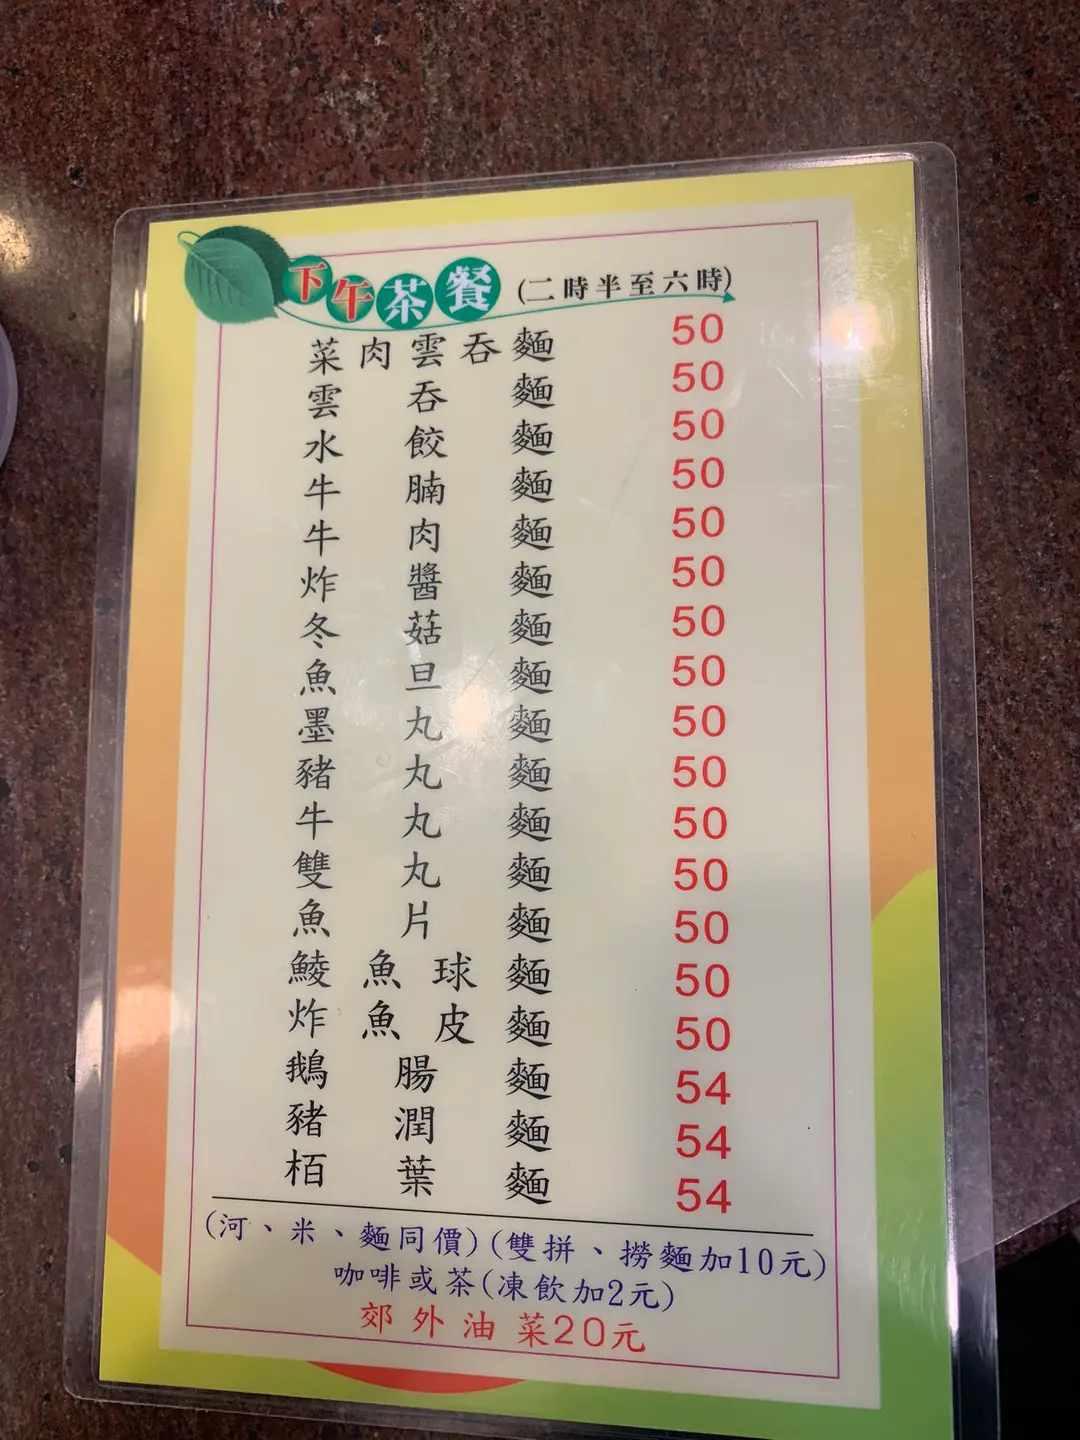 下午茶餐 (二時半至六時)
菜肉雲吞麵 50
雲吞麵 50
水餃麵 50
牛腩麵 50
牛肉麵 50
炸醬麵 50
冬菇麵 50
魚旦麵 50
墨丸麵 50
豬丸麵 50
牛丸麵 50
雙丸麵 50
魚片麵 50
鯪魚球麵 50
炸魚皮麵 50
鵝腸麵 54
豬潤麵 54
栢葉麵 54
(河、米、麵同價)(雙拼、撈麵加10元)
咖啡或茶(凍飲加2元)
郊外油菜20元